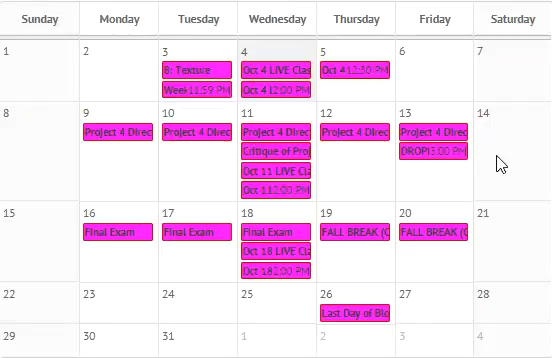 Sunday Monday Tuesday Wednesday Thursday Friday Saturday
1 2 3 4 5 6 7
8: Texture Oct 4 LIVE Clas Oct 4 12:30 PM
Week 11:59 PM Oct 4 12:00 PM
8 9 10 11 12 13 14
Project 4 Direc Project 4 Direc Project 4 Direc Project 4 Direc Project 4 Direc
Critique of Proj DROP 3:00 PM
Oct 11 LIVE Cla
Oct 11 12:00 PM
15 16 17 18 19 20 21
Final Exam Final Exam Final Exam FALL BREAK (C FALL BREAK (C
Oct 18 LIVE Cla
Oct 18 2:00 PM
22 23 24 25 26 27 28
Last Day of Blo
29 30 31 1 2 3 4